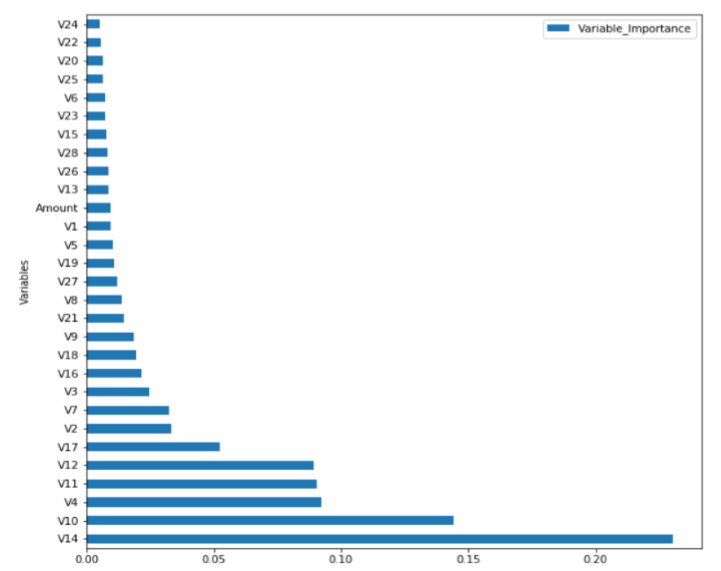 Variable_Importance
V24
V22
V20
V25
V6
V23
V15
V28
V26
V13
Amount
V1
V5
V19
V27
V8
V21
V9
V18
V16
V3
V7
V2
V17
V12
V11
V4
V10
V14
Variables
0.00 0.05 0.10 0.15 0.20